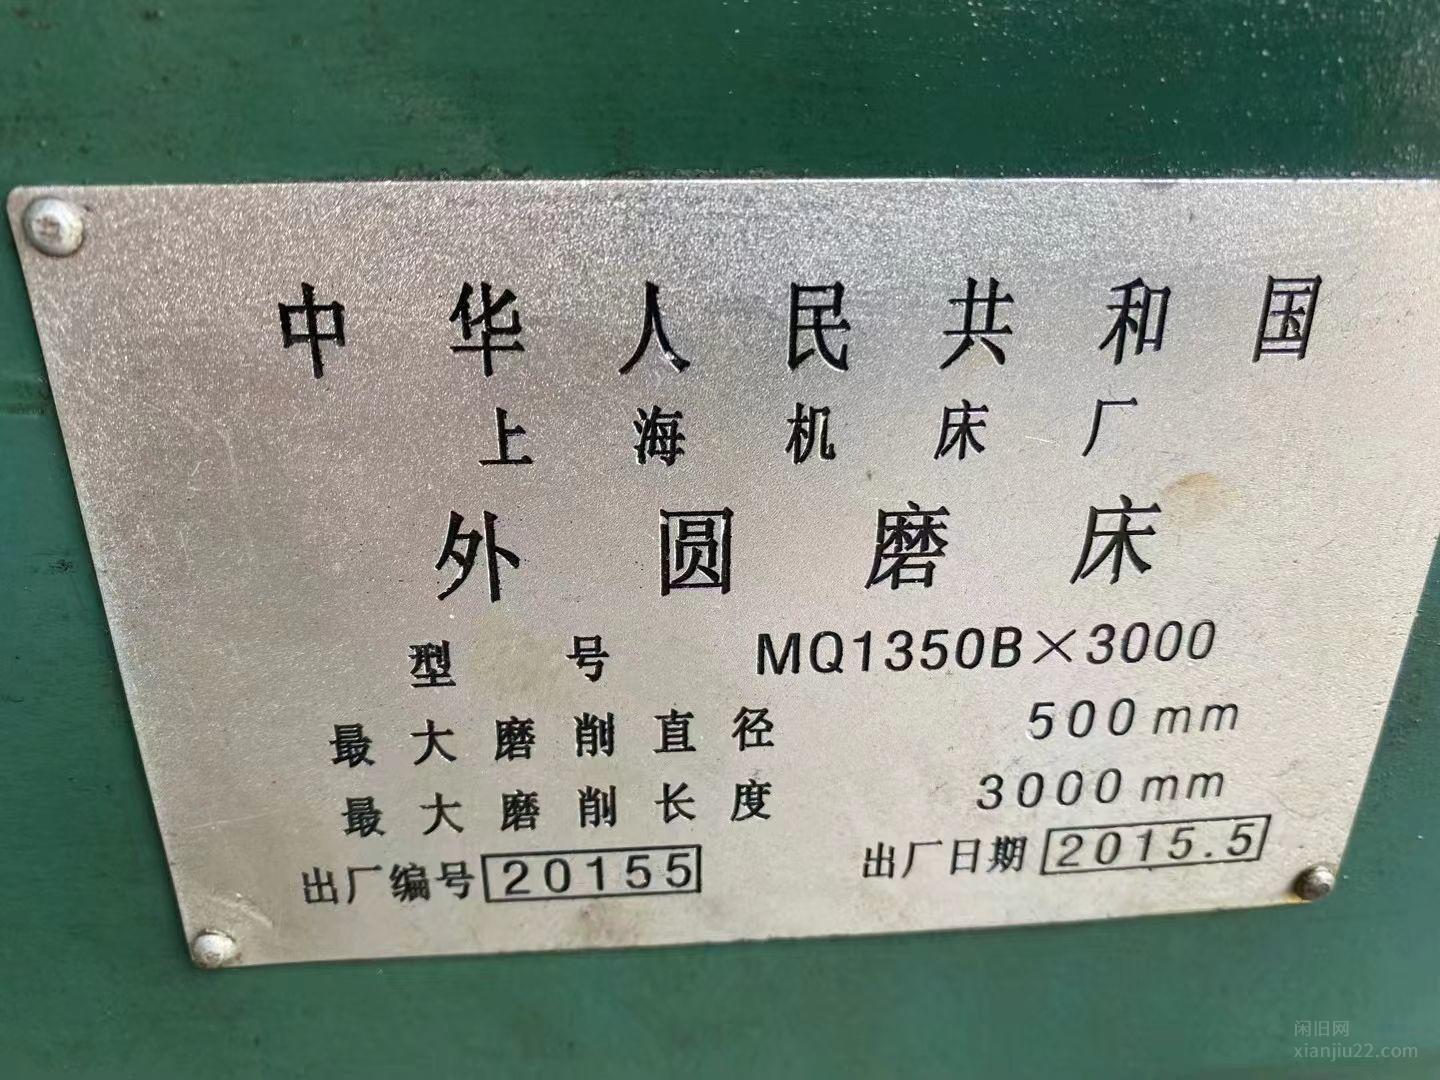 中华人民共和国
上海机床厂
外圆磨床
型号 MQ1350B×3000
最大磨削直径 500mm
最大磨削长度 3000mm
出厂编号 20155 出厂日期 2015.5
闲旧网
xianjiu22.com